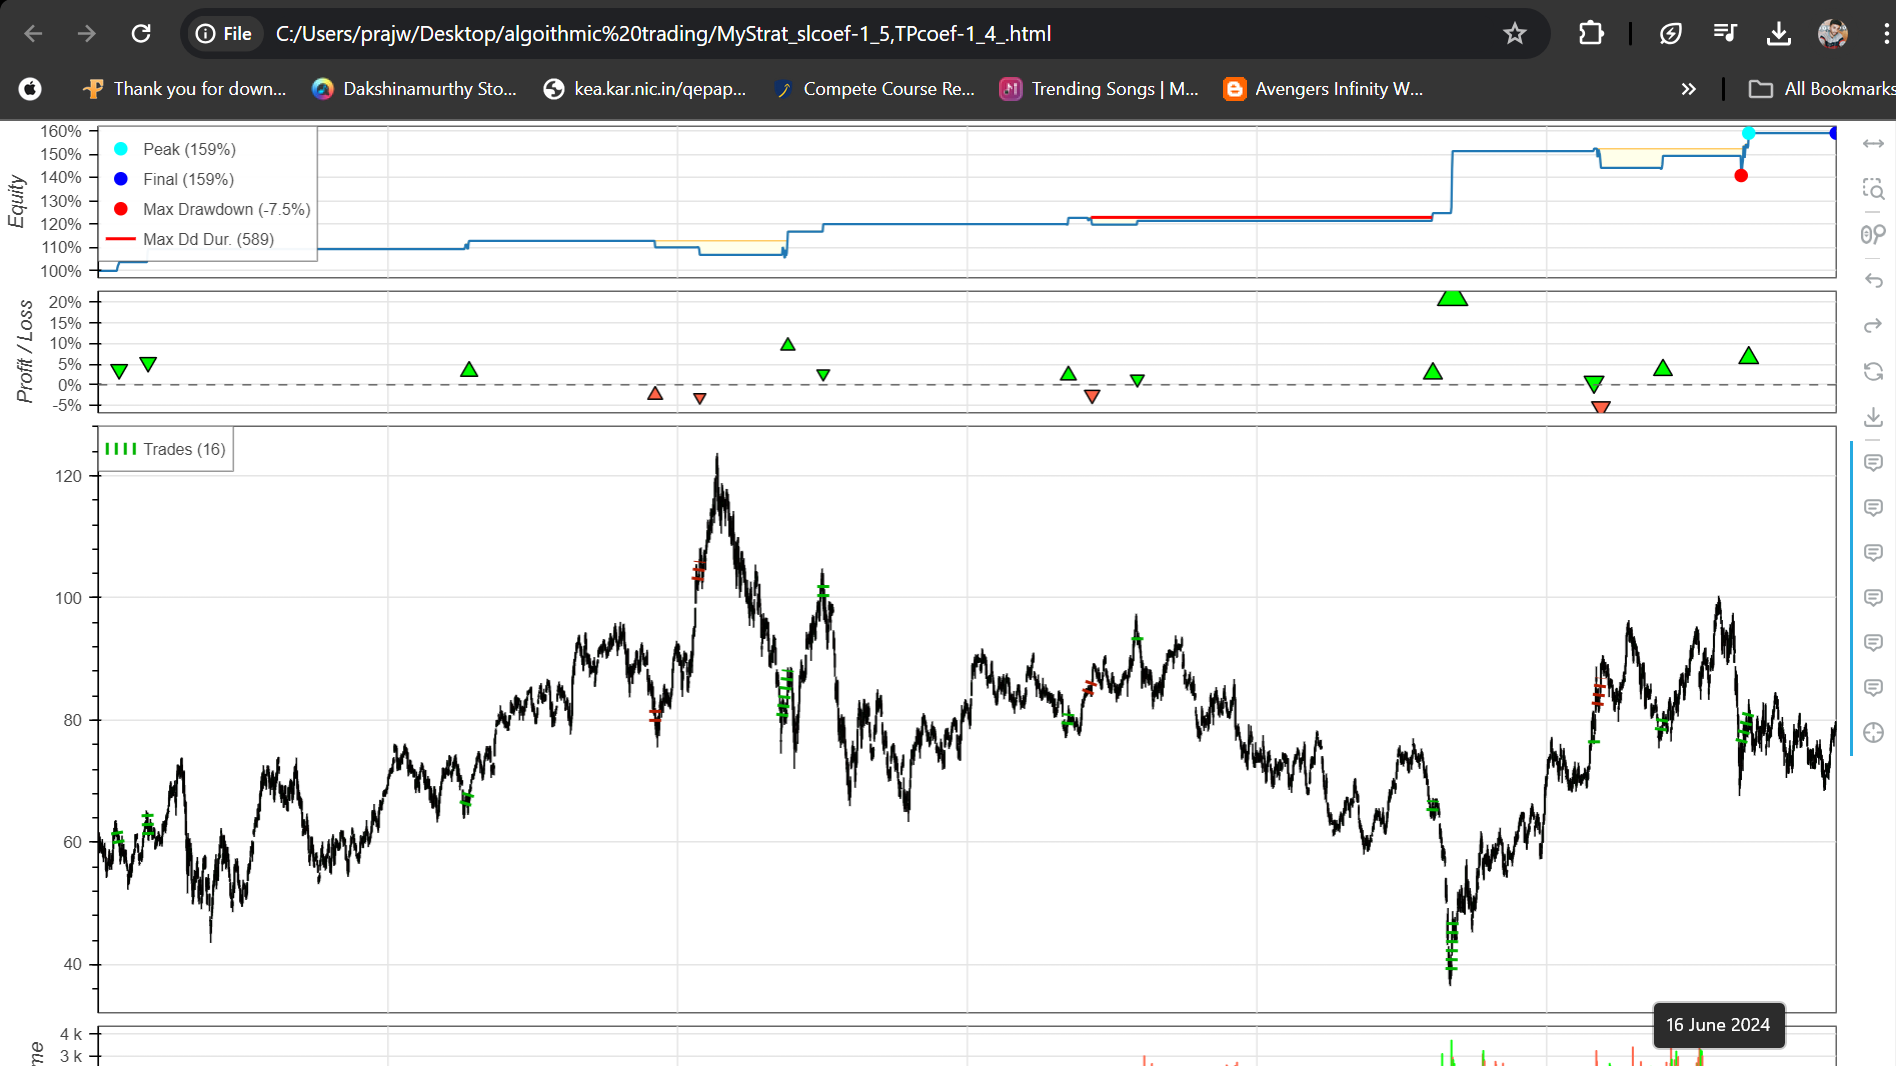 File C:/Users/prajw/Desktop/algoithmic%20trading/MyStrat_slcoef-1_5,TPcoef-1_4_.html
Thank you for down... Dakshinamurthy Sto... kea.kar.nic.in/qepap... Compete Course Re... Trending Songs | M... Avengers Infinity W... » All Bookmarks
Equity
160%
150%
140%
130%
120%
110%
100%
Peak (159%)
Final (159%)
Max Drawdown (-7.5%)
Max Dd Dur. (589)
Profit / Loss
20%
15%
10%
5%
0%
-5%
Trades (16)
120
100
80
60
40
16 June 2024
me
4 k
3 k